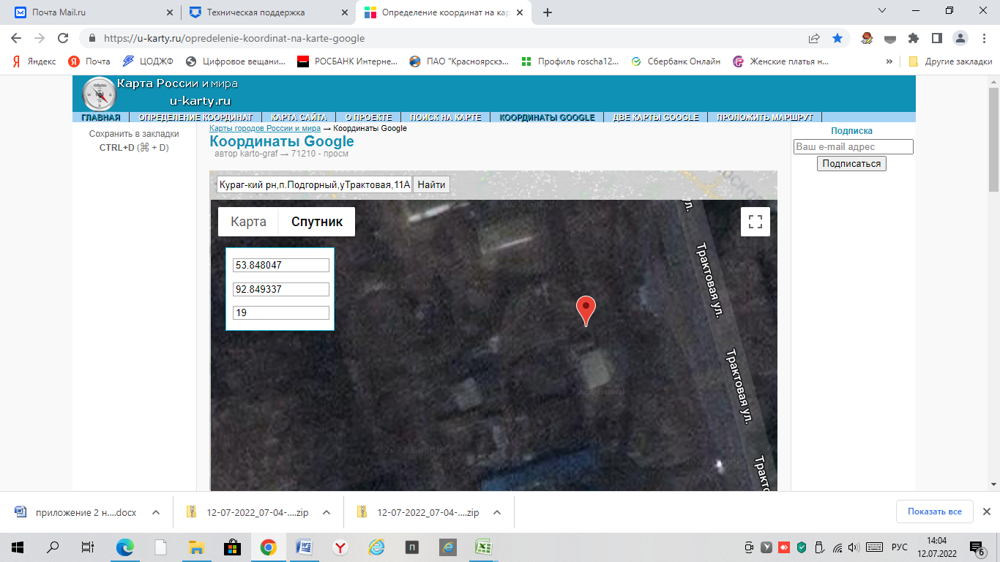 Почта Mail.ru
Техническая поддержка
Определение координат на кар
https://u-karty.ru/opredelenie-koordinat-na-karte-google
Яндекс
Почта
ЦОДЖФ
Цифровое вещани...
РОСБАНК Интерне...
ПАО "Красноярскэ...
Профиль roscha12...
Сбербанк Онлайн
Женские платья н...
»
Другие закладки
Карта России и мира
u-karty.ru
ГЛАВНАЯ
ОПРЕДЕЛЕНИЕ КООРДИНАТ
КАРТА САЙТА
О ПРОЕКТЕ
ПОИСК НА КАРТЕ
КООРДИНАТЫ GOOGLE
ДВЕ КАРТЫ GOOGLE
ПРОЛОЖИТЬ МАРШРУТ
Сохранить в закладки
CTRL+D (⌘ + D)
Карты городов России и мира → Координаты Google
Координаты Google
автор karto-graf → 71210 - просм
Подписка
Ваш e-mail адрес
Подписаться
Кураг-кий рн,п.Подгорный,уТрактовая,11А
Найти
Карта
Спутник
53.848047
92.849337
19
ул.
Трактовая ул.
Трактовая ул.
Тракто
приложение 2 н....docx
12-07-2022_07-04-....zip
12-07-2022_07-04-....zip
Показать все
РУС
14:04
12.07.2022
6